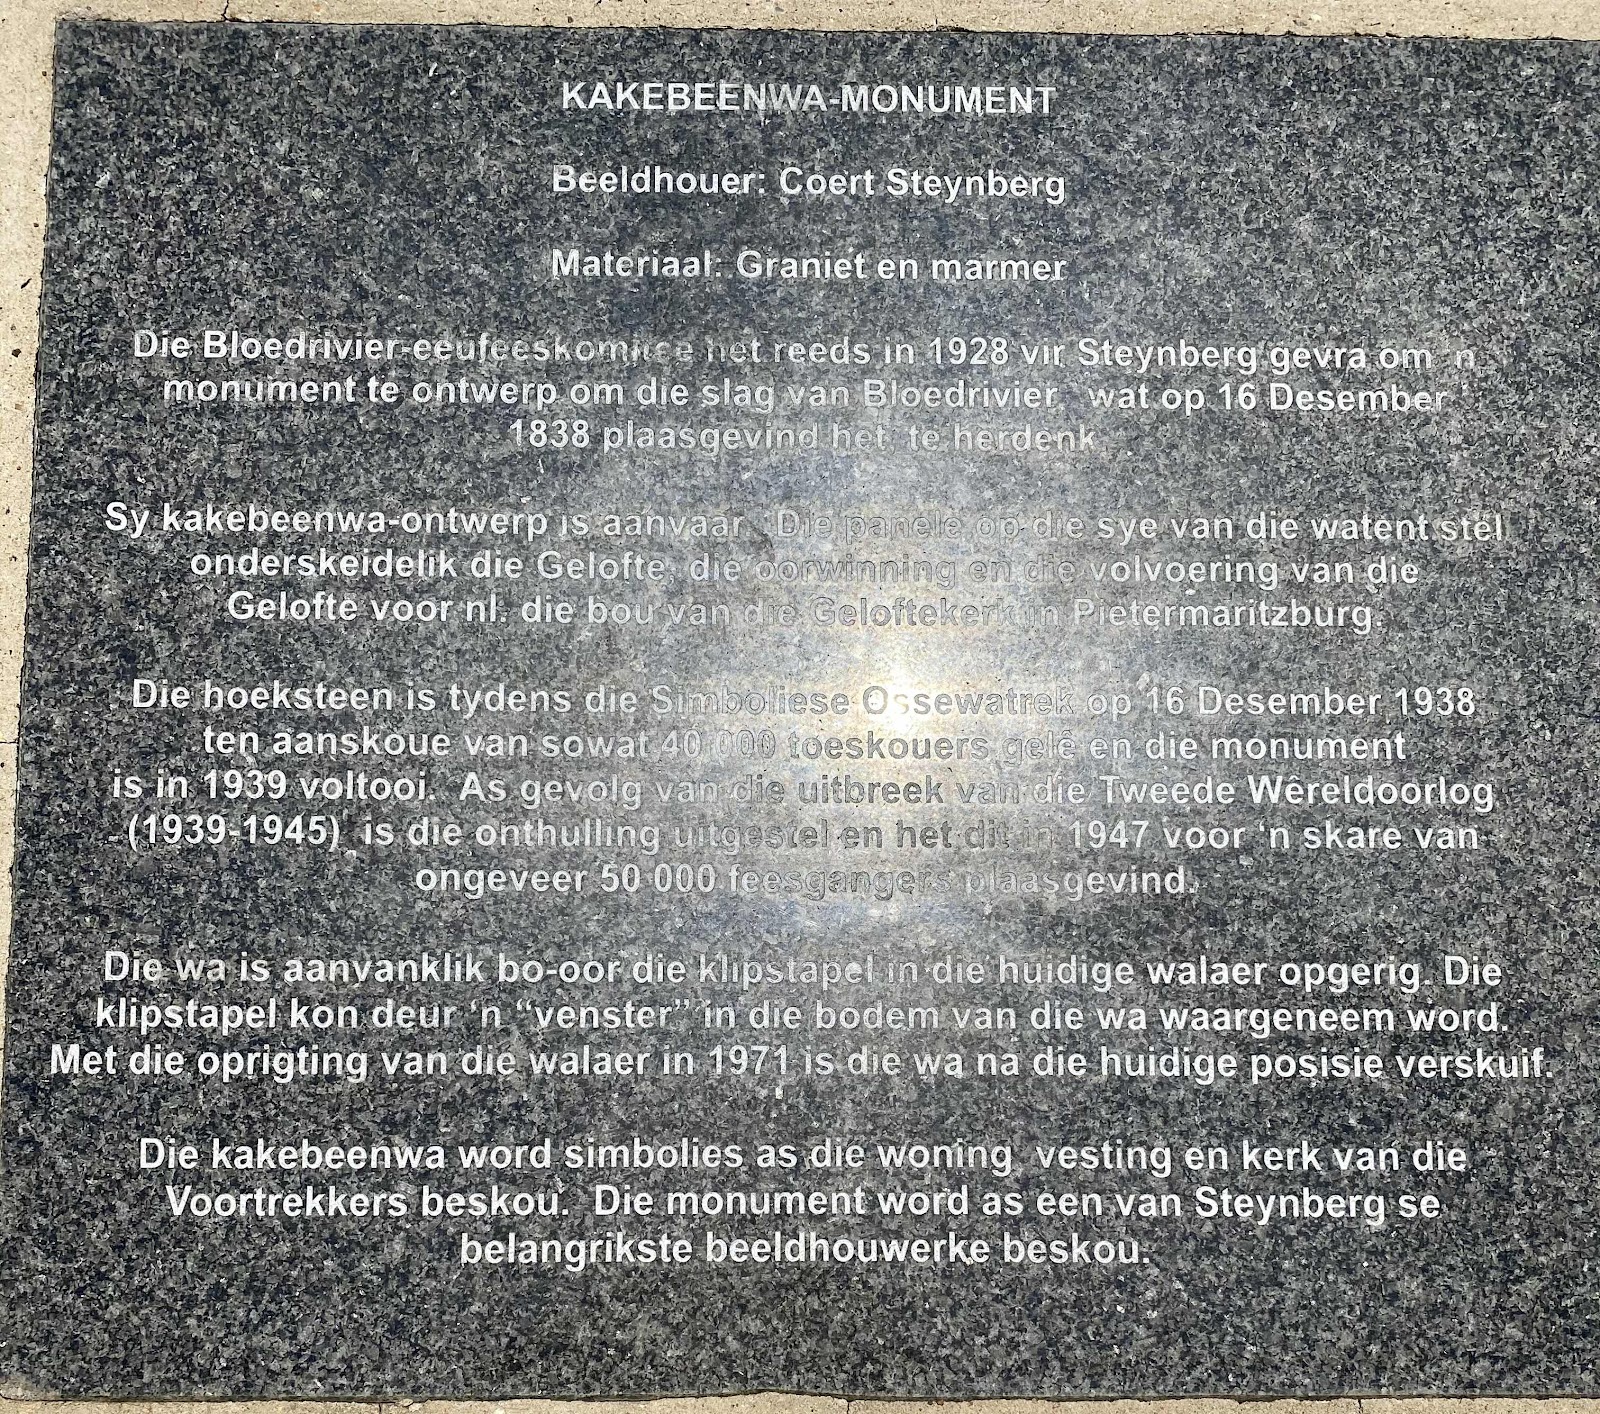 KAKEBEENWA-MONUMENT
Beeldhouer: Coert Steynberg
Materiaal: Graniet en marmer
Die Bloedrivier-eeufeeskomitee het reeds in 1928 vir Steynberg gevra om 'n
monument te ontwerp om die slag van Bloedrivier, wat op 16 Desember
1838 plaasgevind het, te herdenk.
Sy kakebeenwa-ontwerp is aanvaar. Die panele op die sye van die watent stel
onderskeidelik die Gelofte, die oorwinning en die volvoering van die
Gelofte voor nl. die bou van die Geloftekerk in Pietermaritzburg.
Die hoeksteen is tydens die Simboliese Ossewatrek op 16 Desember 1938
ten aanskoue van sowat 40 000 toeskouers gelê en die monument
is in 1939 voltooi. As gevolg van die uitbreek van die Tweede Wêreldoorlog
(1939-1945) is die onthulling uitgestel en het dit in 1947 voor ‘n skare van
ongeveer 50 000 feesgangers plaasgevind.
Die wa is aanvanklik bo-oor die klipstapel in die huidige walaer opgerig. Die
klipstapel kon deur ‘n “venster” in die bodem van die wa waargeneem word.
Met die oprigting van die walaer in 1971 is die wa na die huidige posisie verskuif.
Die kakebeenwa word simbolies as die woning, vesting en kerk van die
Voortrekkers beskou. Die monument word as een van Steynberg se
belangrikste beeldhouwerke beskou.